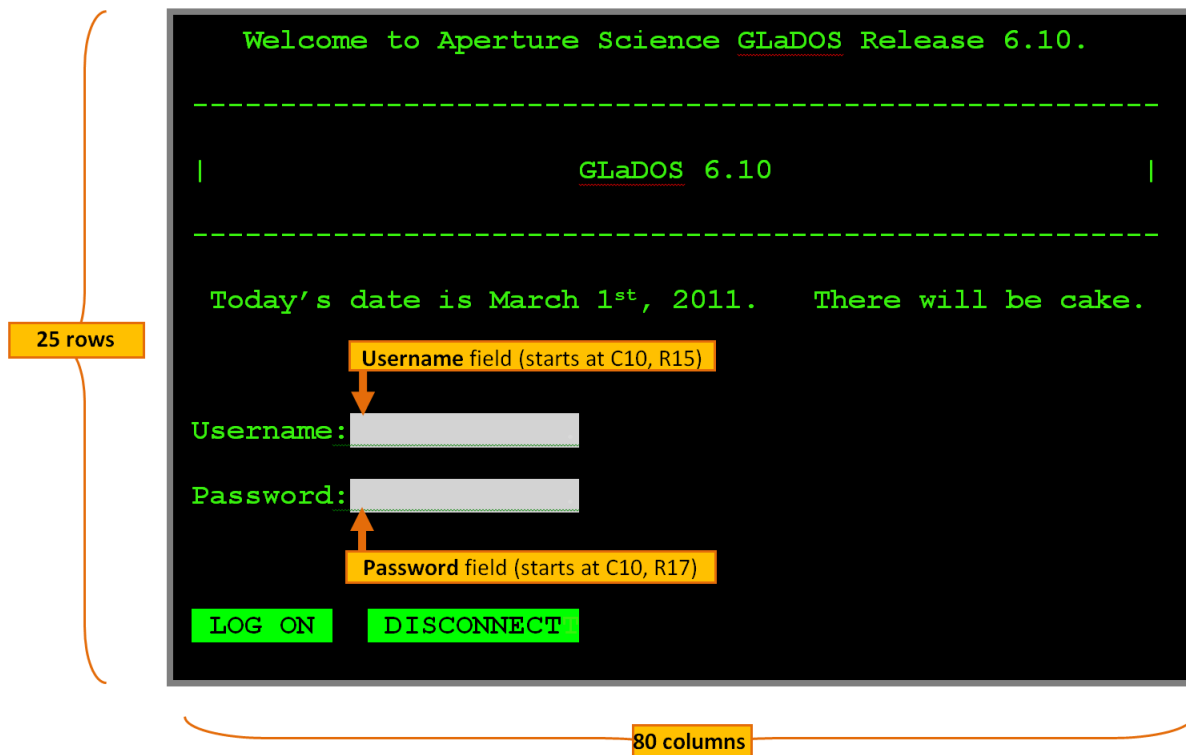 Welcome to Aperture Science GLaDOS Release 6.10.
-------------------------------------------------------
| GLaDOS 6.10 |
-------------------------------------------------------
Today’s date is March 1st, 2011. There will be cake.
25 rows
Username field (starts at C10, R15)
Username:
Password:
Password field (starts at C10, R17)
LOG ON DISCONNECT
80 columns